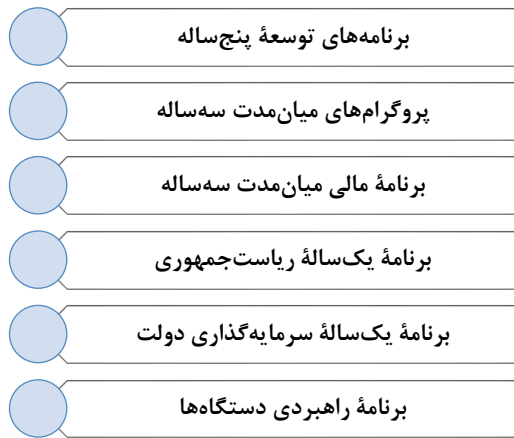 برنامه‌های توسعهٔ پنج‌ساله
پروگرام‌های میان‌مدت سه‌ساله
برنامهٔ مالی میان‌مدت سه‌ساله
برنامهٔ یک‌سالهٔ ریاست‌جمهوری
برنامهٔ یک‌سالهٔ سرمایه‌گذاری دولت
برنامهٔ راهبردی دستگاه‌ها